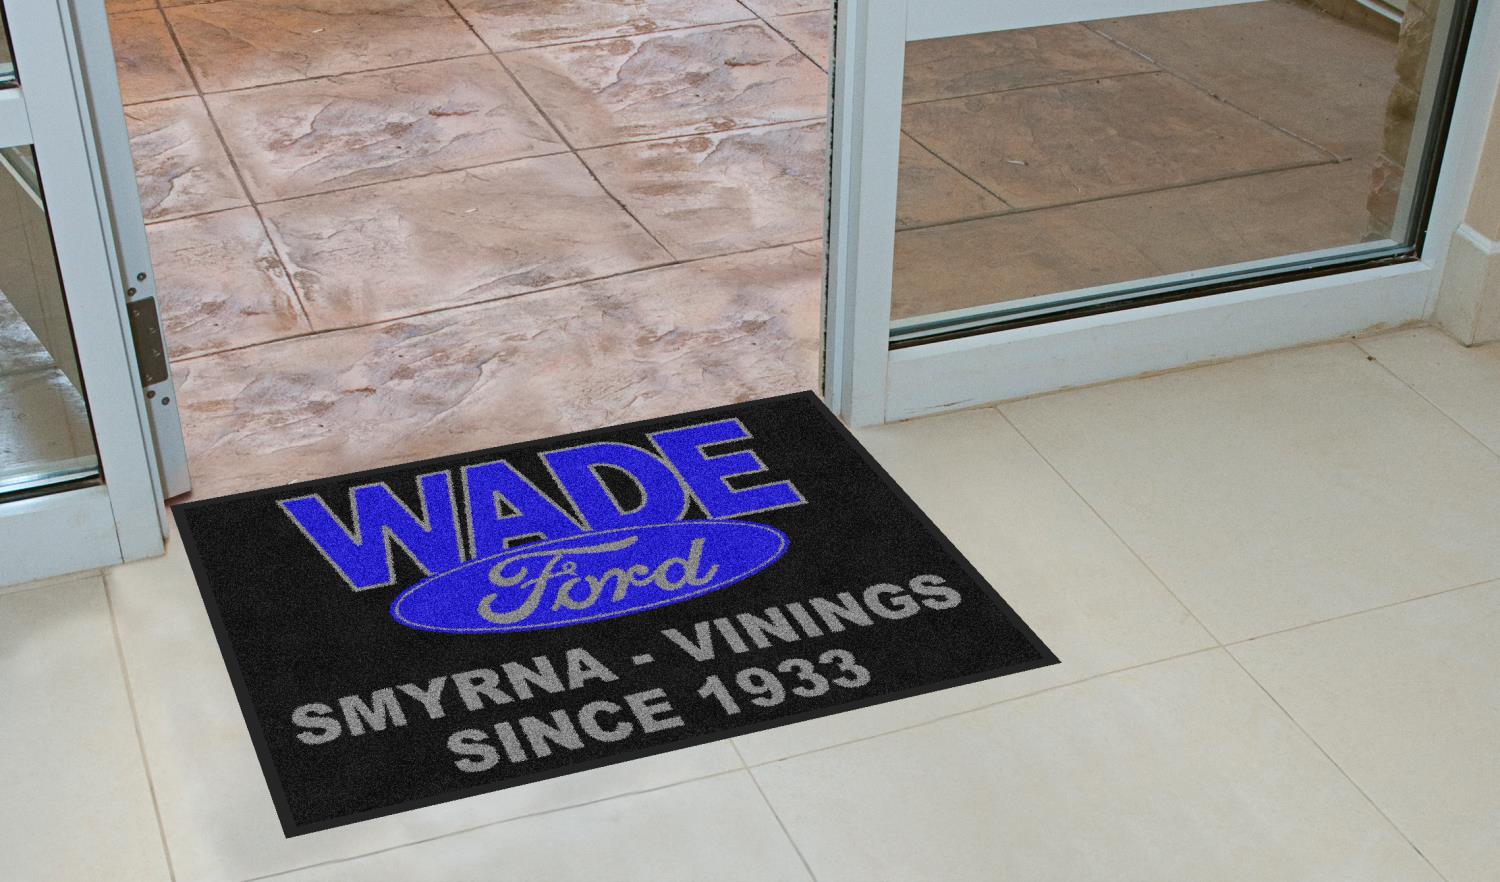 WADE
Ford
SMYRNA - VININGS
SINCE 1933